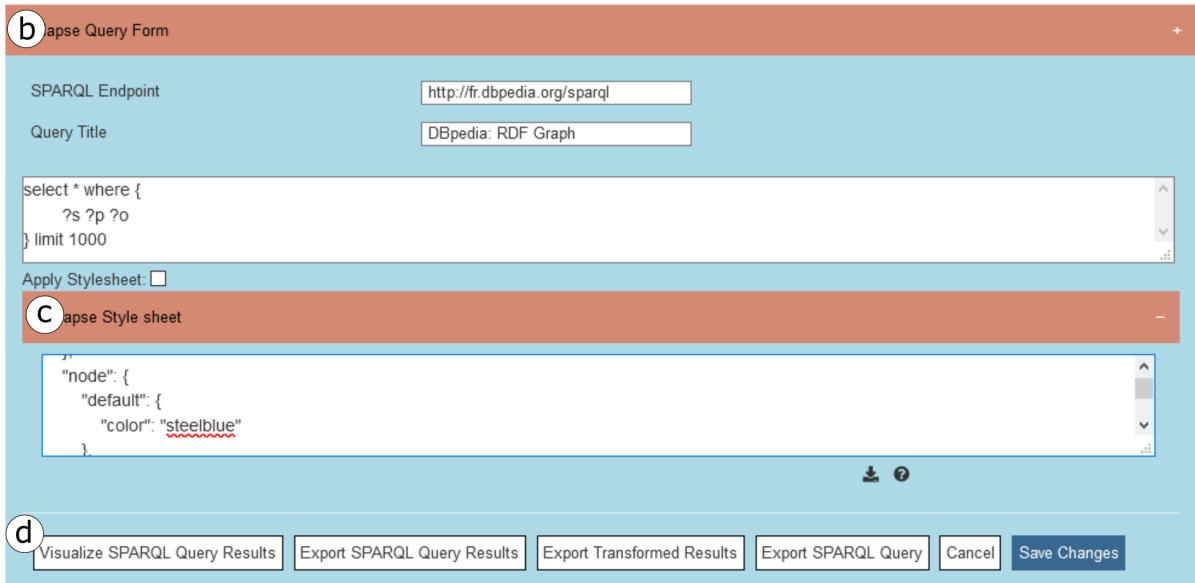 b
apse Query Form
+
SPARQL Endpoint
http://fr.dbpedia.org/sparql
Query Title
DBpedia: RDF Graph
select * where {
?s ?p ?o
} limit 1000
Apply Stylesheet:
c
apse Style sheet
−
},
"node": {
"default": {
"color": "steelblue"
},
?
d
Visualize SPARQL Query Results
Export SPARQL Query Results
Export Transformed Results
Export SPARQL Query
Cancel
Save Changes